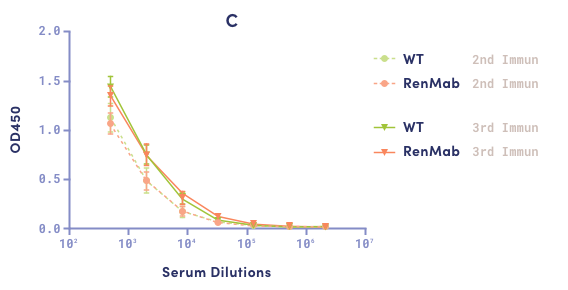 C
2.0
1.5
1.0
0.5
0.0
OD450
10² 10³ 10⁴ 10⁵ 10⁶ 10⁷
Serum Dilutions
WT 2nd Immun
RenMab 2nd Immun
WT 3rd Immun
RenMab 3rd Immun